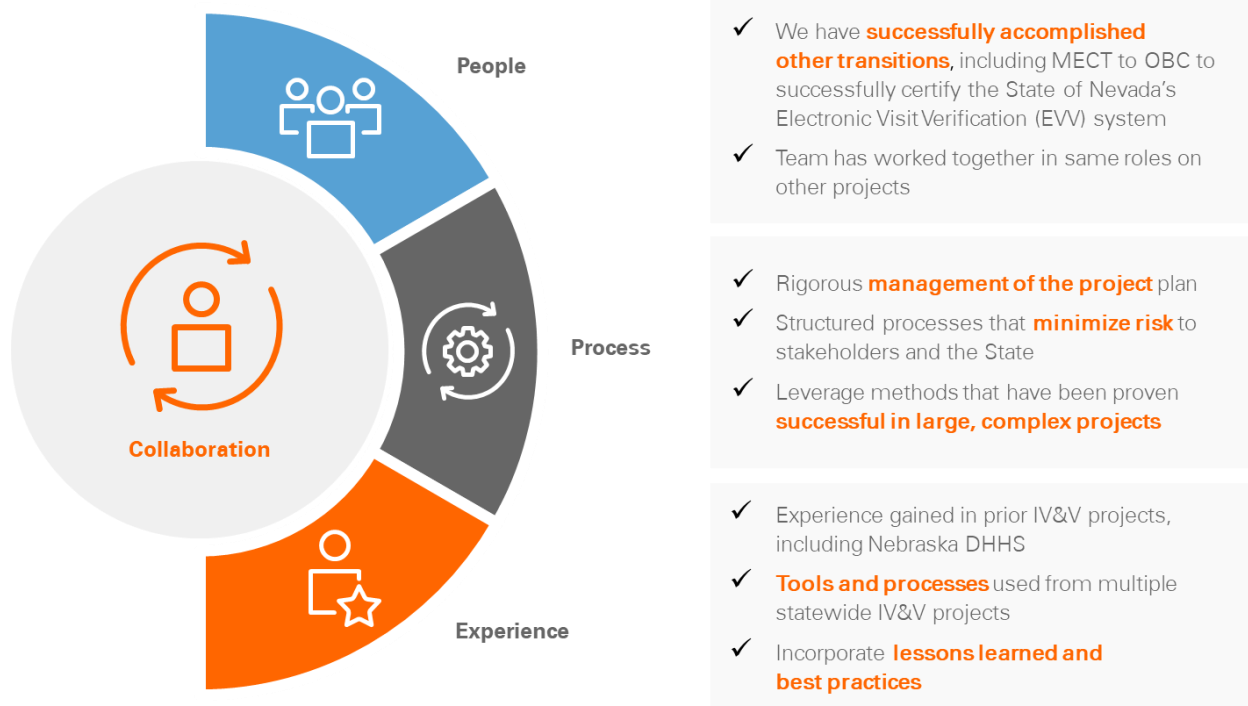 People
We have successfully accomplished
other transitions, including MECT to OBC to
successfully certify the State of Nevada's
Electronic Visit Verification (EVV) system
Team has worked together in same roles on
other projects
Process
Rigorous management of the project plan
Structured processes that minimize risk to
stakeholders and the State
Leverage methods that have been proven
successful in large, complex projects
Collaboration
Experience
Experience gained in prior IV&V projects,
including Nebraska DHHS
Tools and processes used from multiple
statewide IV&V projects
Incorporate lessons learned and
best practices